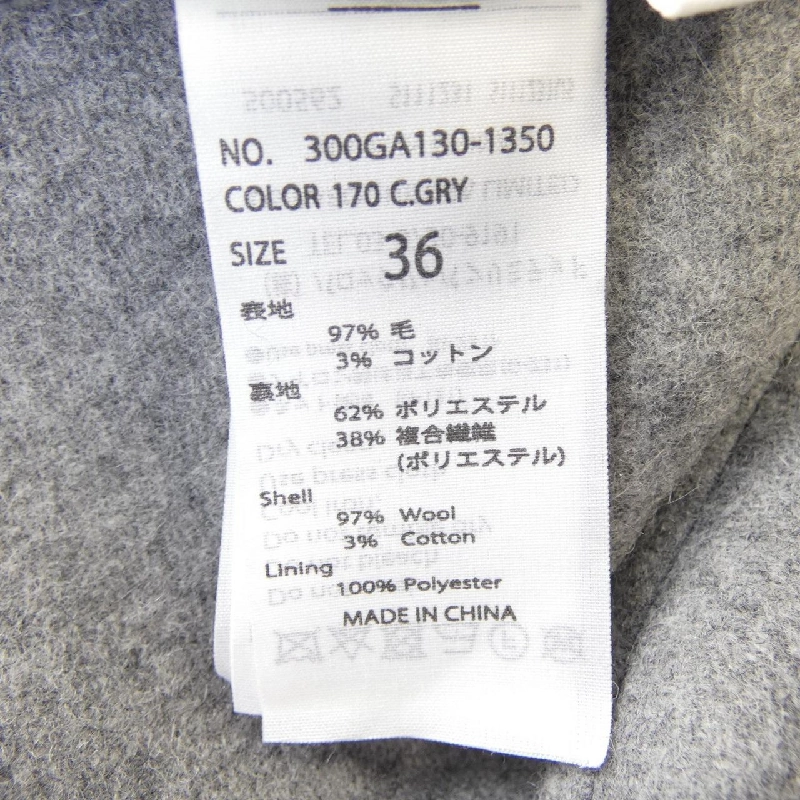 NO. 300GA130-1350
COLOR 170 C.GRY
SIZE 36
表地
97% 毛
3% コットン
裏地
62% ポリエステル
38% 複合繊維
(ポリエステル)
Shell
97% Wool
3% Cotton
Lining
100% Polyester
MADE IN CHINA